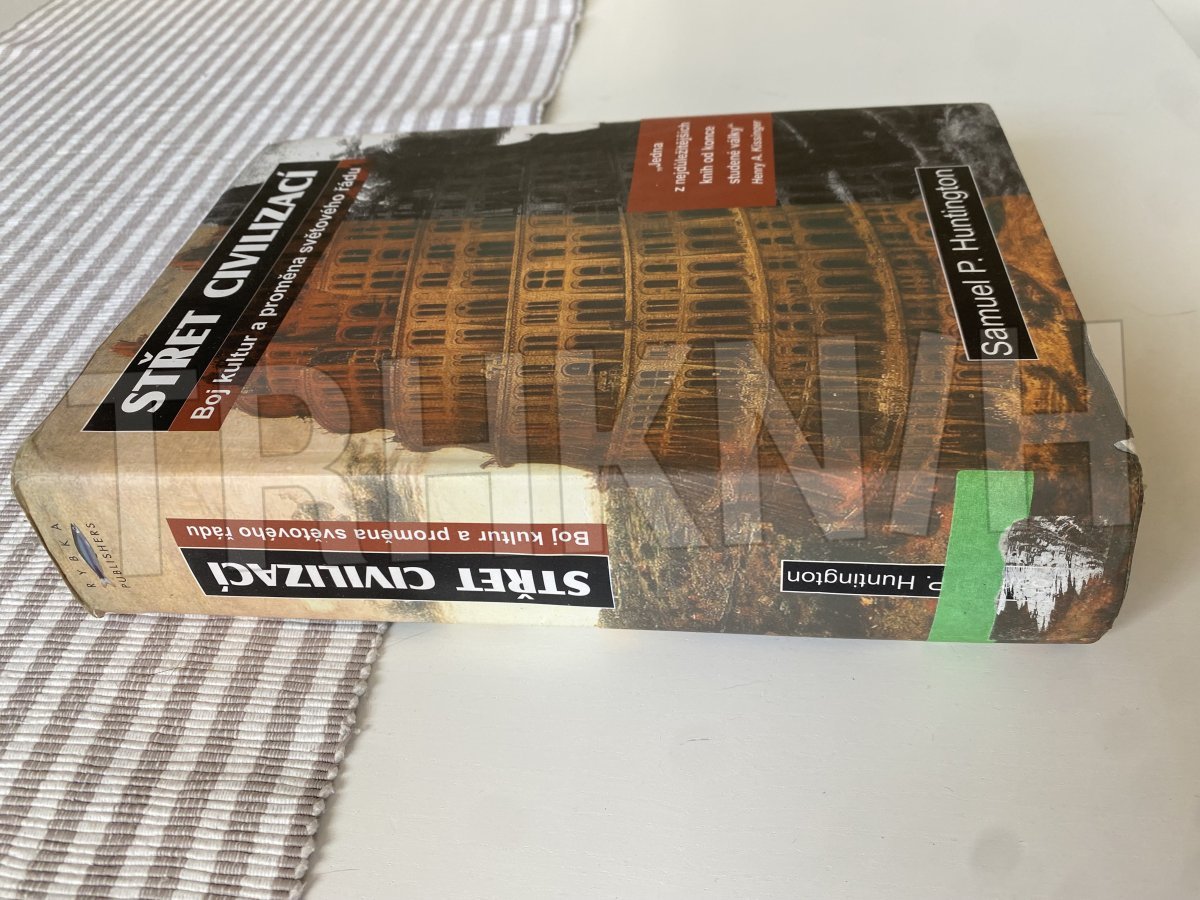 STŘET CIVILIZACÍ
Boj kultur a proměna světového řádu
„Jedna
z nejdůležitějších
knih od konce
studené války“
Henry A. Kissinger
Samuel P. Huntington
RYBKA
PUBLISHERS
Boj kultur a proměna světového řádu
STŘET CIVILIZACÍ
P. Huntington
TRHKNIH